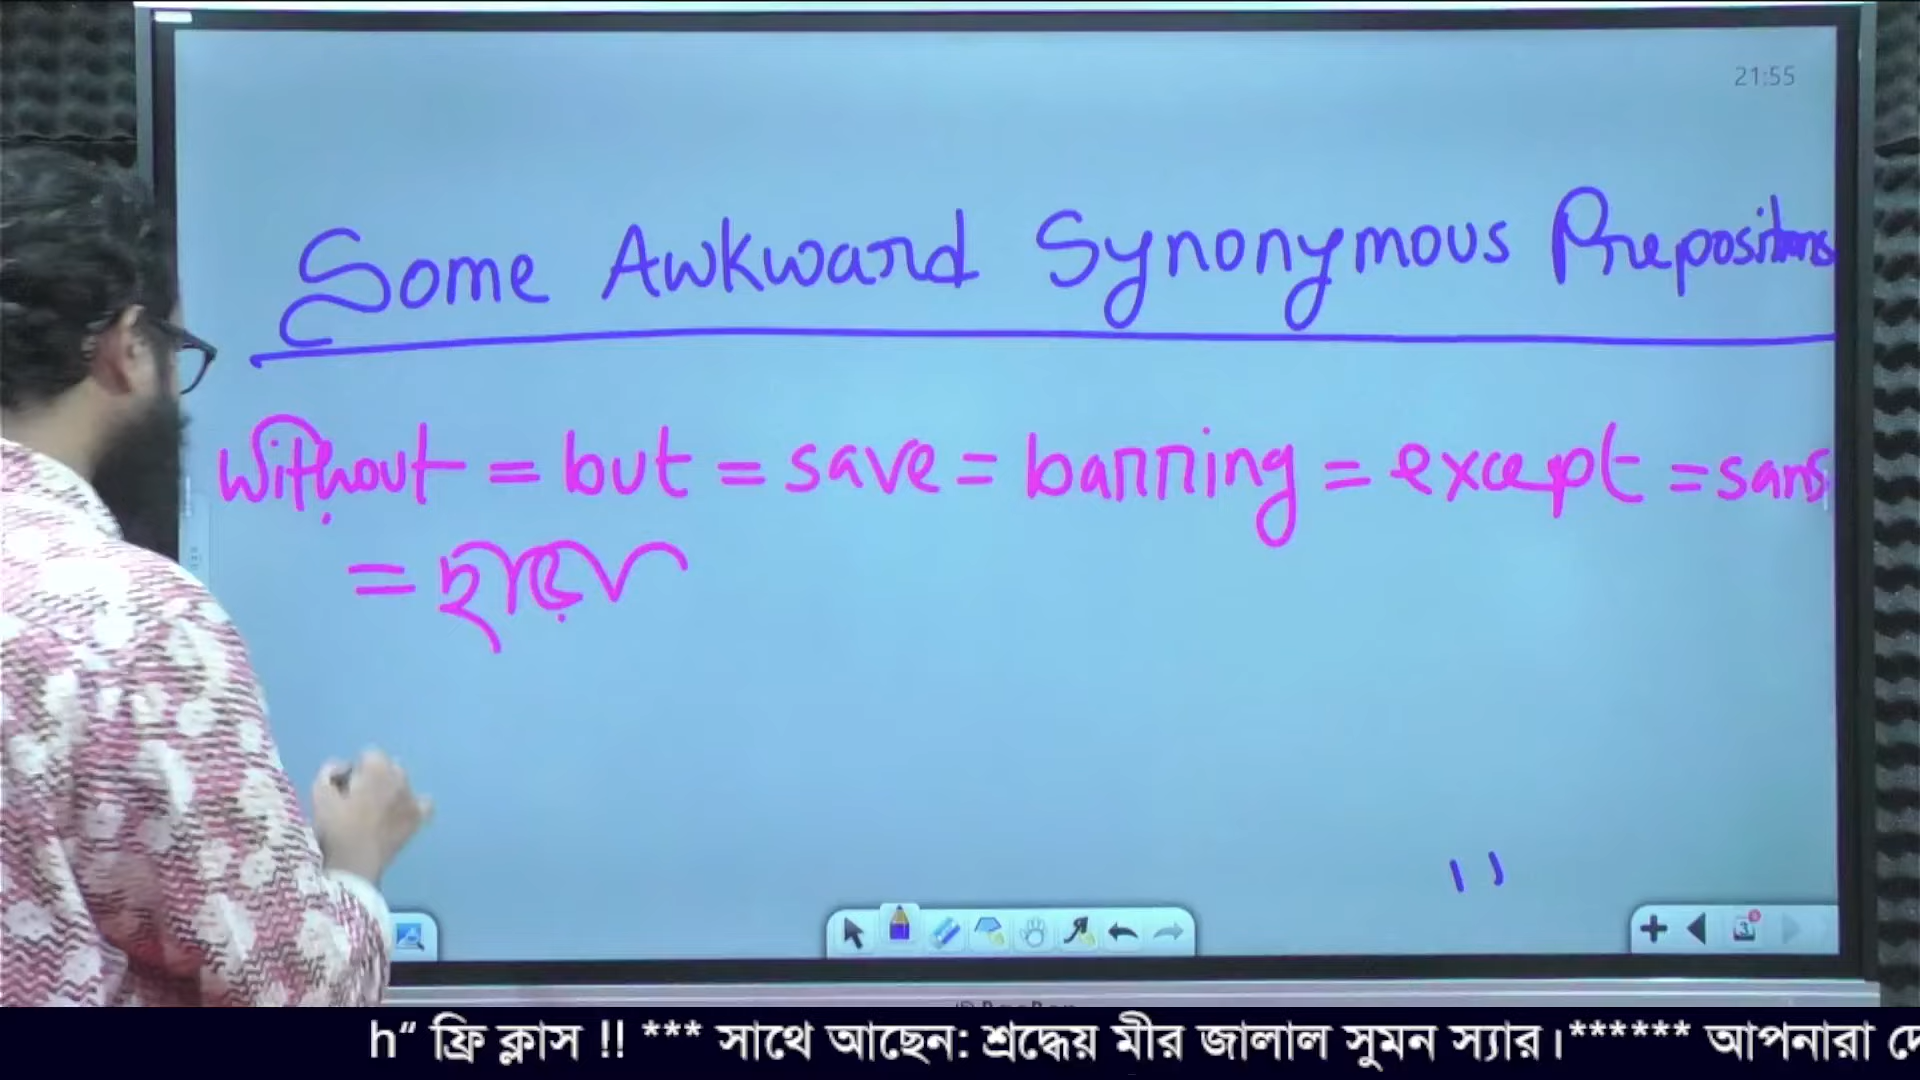 21:55
Some Awkward Synonymous Prepositions
without = but = save = barring = except = sans
= ছাড়া
h“ ফ্রি ক্লাস !! *** সাথে আছেন: শ্রদ্ধেয় মীর জালাল সুমন স্যার।****** আপনারা